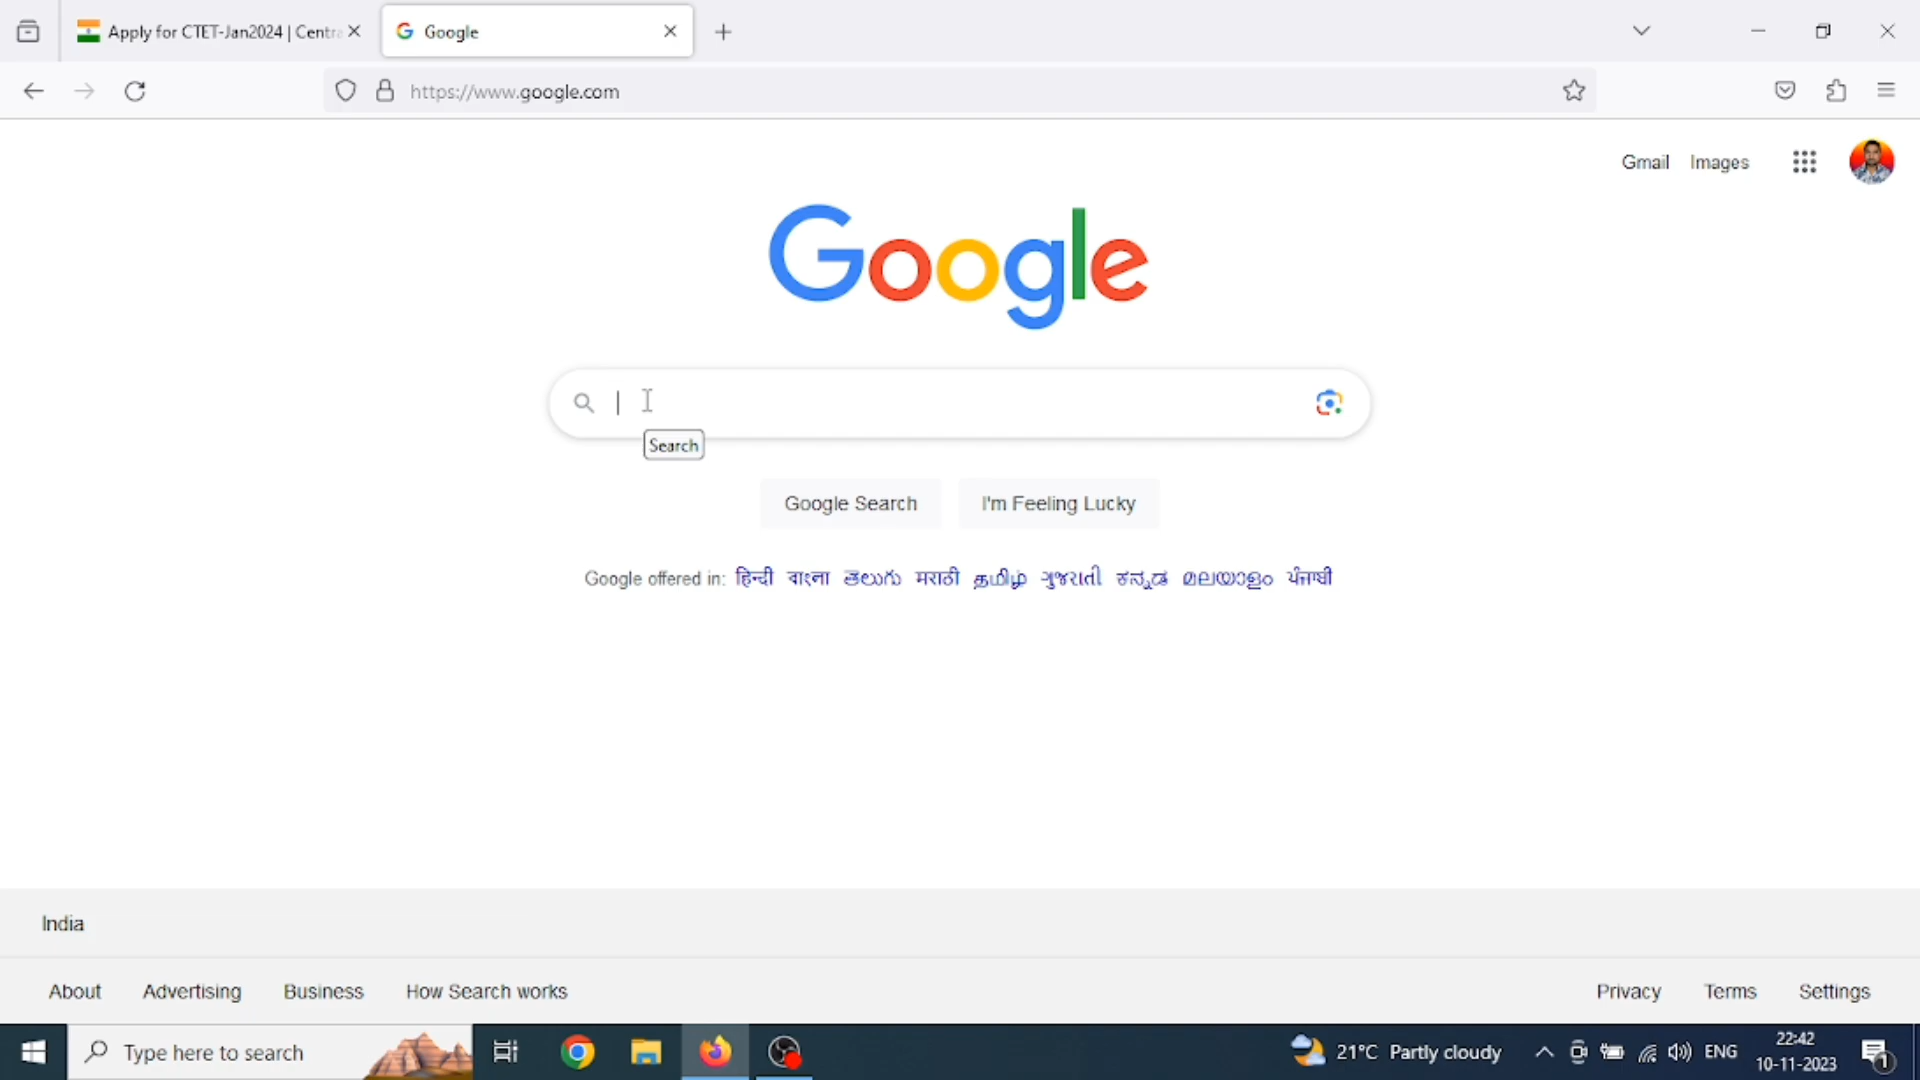 Apply for CTET-Jan2024 | Centra
Google
https://www.google.com
Gmail Images
Google
Search
Google Search I'm Feeling Lucky
Google offered in: हिन्दी বাংলা తెలుగు मराठी தமிழ் ગુજરાતી ಕನ್ನಡ മലയാളം ਪੰਜਾਬੀ
India
About Advertising Business How Search works Privacy Terms Settings
Type here to search 21°C Partly cloudy ENG 22:42
10-11-2023 1